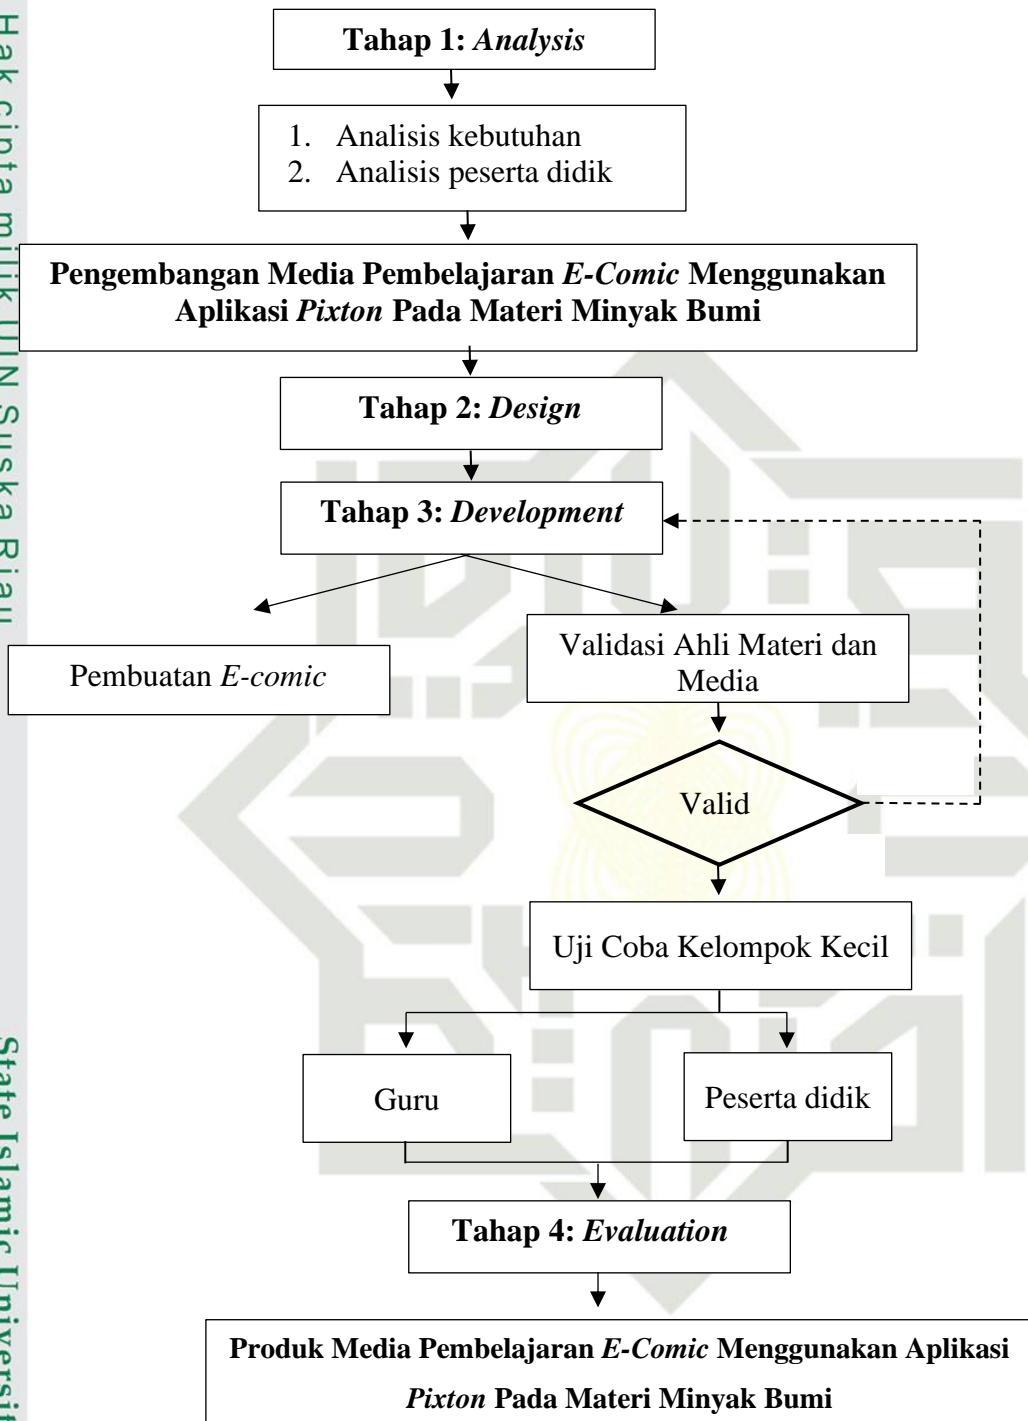 Hak cipta milik UIN Suska Riau
State Islamic Universit
Tahap 1: Analysis
1. Analisis kebutuhan
2. Analisis peserta didik
Pengembangan Media Pembelajaran E-Comic Menggunakan
Aplikasi Pixton Pada Materi Minyak Bumi
Tahap 2: Design
Tahap 3: Development
Pembuatan E-comic
Validasi Ahli Materi dan
Media
Valid
Uji Coba Kelompok Kecil
Guru
Peserta didik
Tahap 4: Evaluation
Produk Media Pembelajaran E-Comic Menggunakan Aplikasi
Pixton Pada Materi Minyak Bumi